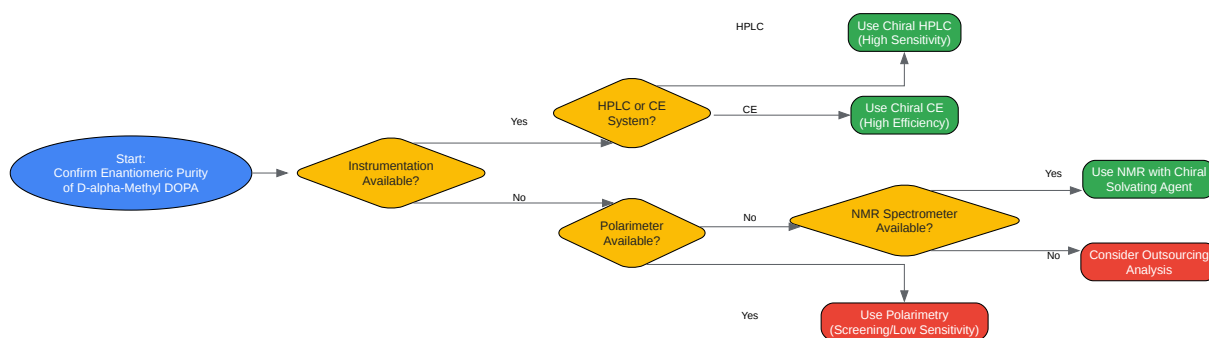 Start:
Confirm Enantiomeric Purity
of D-alpha-Methyl DOPA
Instrumentation
Available?
Yes
No
HPLC or CE
System?
HPLC
CE
Use Chiral HPLC
(High Sensitivity)
Use Chiral CE
(High Efficiency)
Polarimeter
Available?
No
Yes
NMR Spectrometer
Available?
Yes
No
Use NMR with Chiral
Solvating Agent
Consider Outsourcing
Analysis
Use Polarimetry
(Screening/Low Sensitivity)